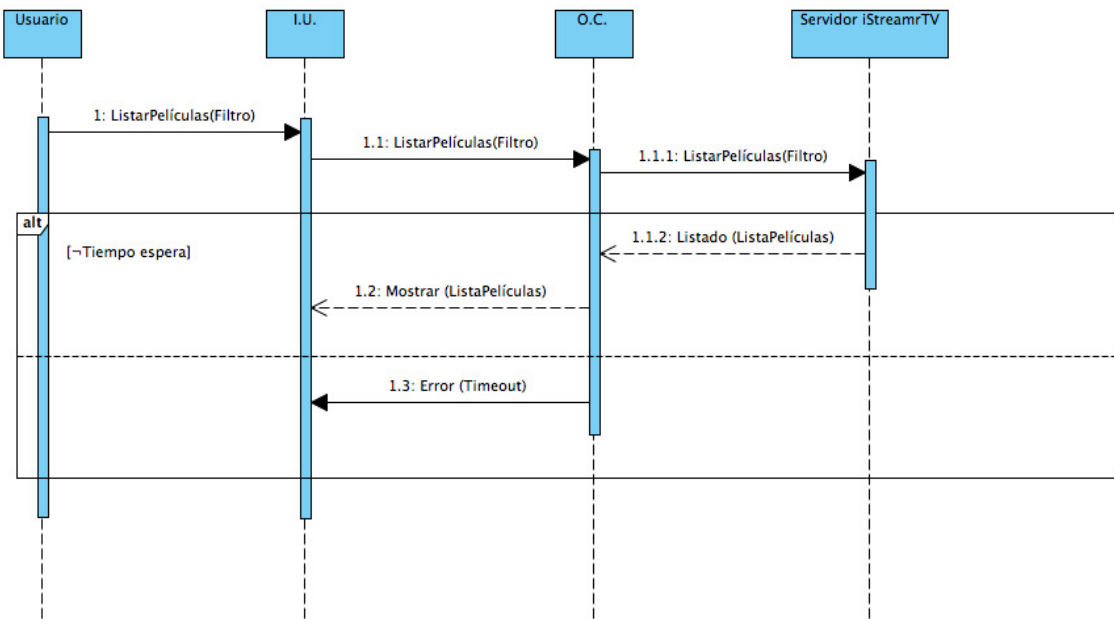 Usuario
I.U.
O.C.
Servidor iStreamrTV
1: ListarPelículas(Filtro)
1.1: ListarPelículas(Filtro)
1.1.1: ListarPelículas(Filtro)
alt
[¬Tiempo espera]
1.1.2: Listado (ListaPelículas)
1.2: Mostrar (ListaPelículas)
1.3: Error (Timeout)